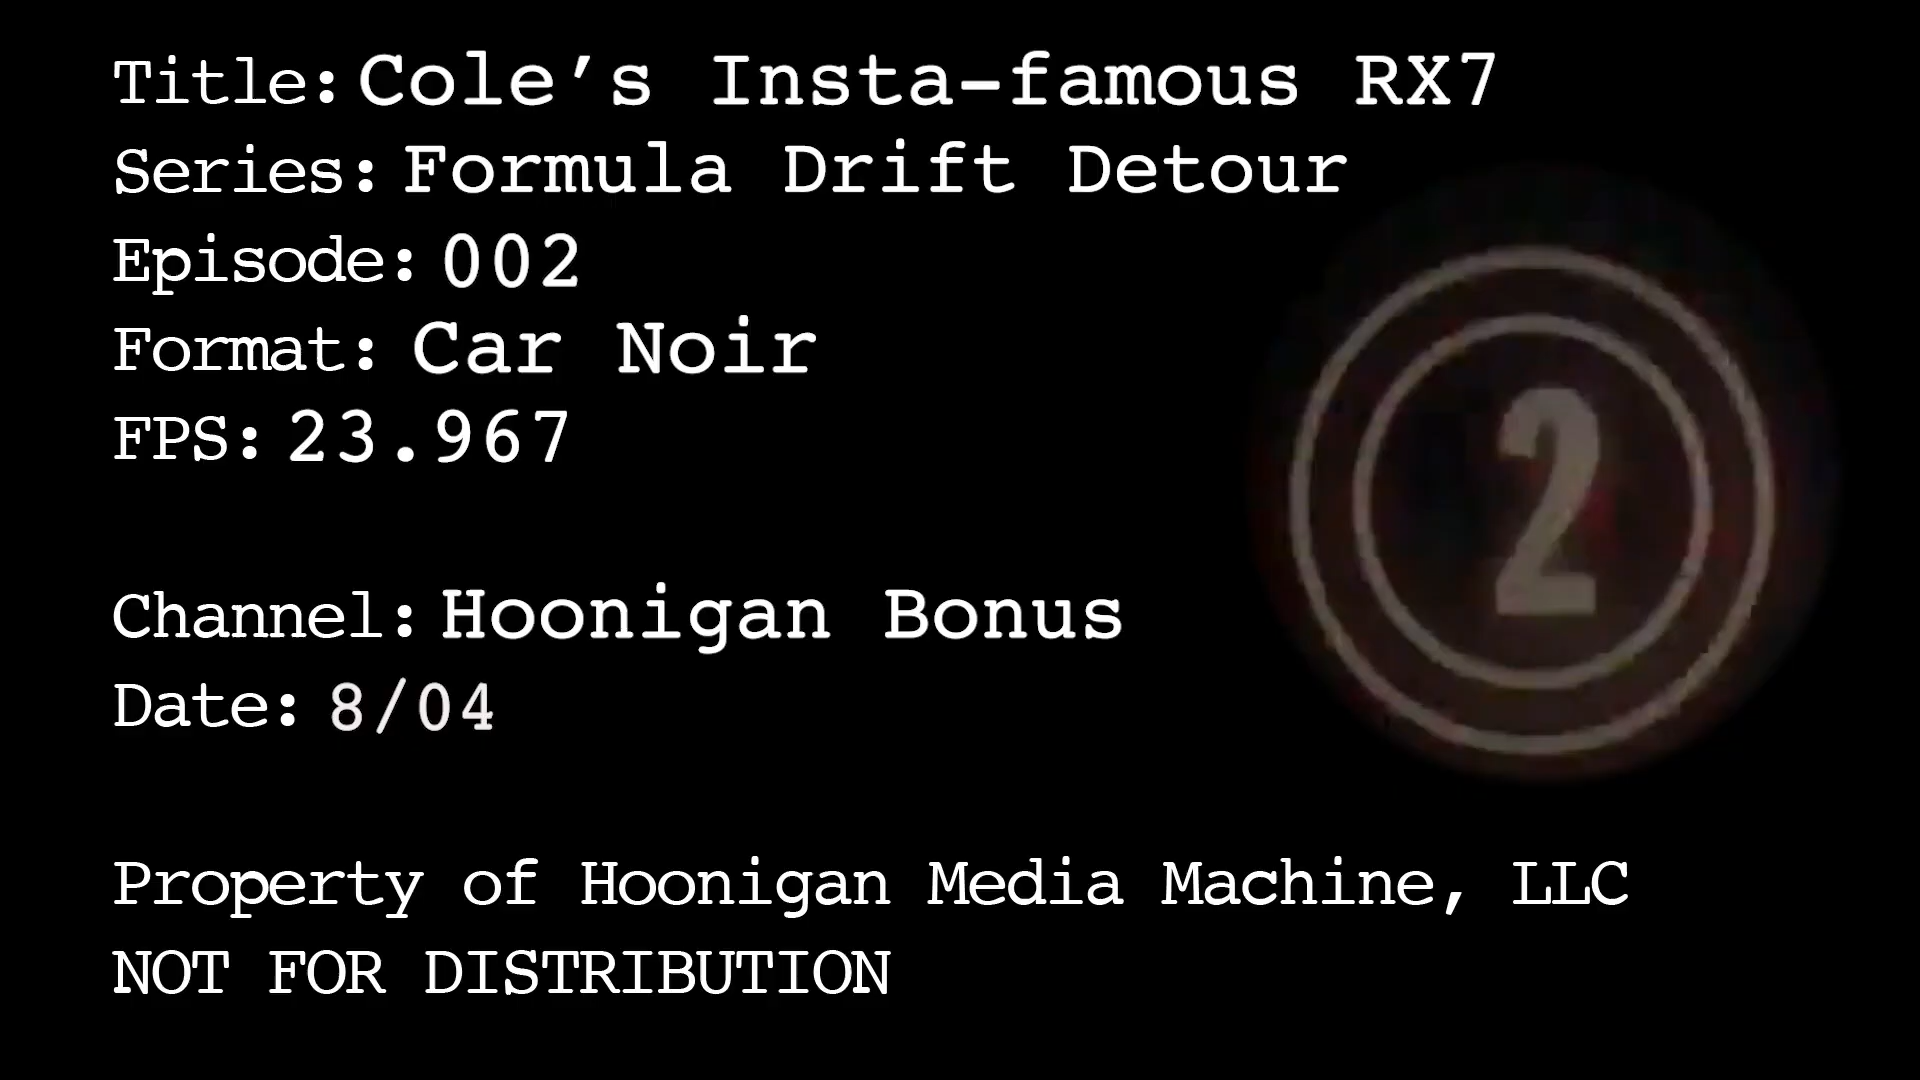 Title: Cole’s Insta-famous RX7
Series: Formula Drift Detour
Episode: 002
Format: Car Noir
FPS: 23.967
2
Channel: Hoonigan Bonus
Date: 8/04
Property of Hoonigan Media Machine, LLC
NOT FOR DISTRIBUTION